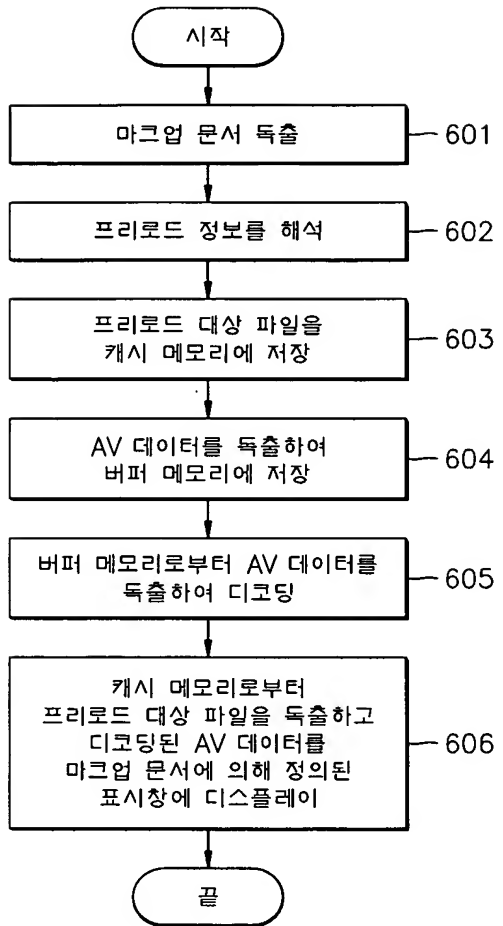 시작
마크업 문서 독출
601
프리로드 정보를 해석
602
프리로드 대상 파일을
캐시 메모리에 저장
603
AV 데이터를 독출하여
버퍼 메모리에 저장
604
버퍼 메모리로부터 AV 데이터를
독출하여 디코딩
605
캐시 메모리로부터
프리로드 대상 파일을 독출하고
디코딩된 AV 데이터를
마크업 문서에 의해 정의된
표시창에 디스플레이
606
끝